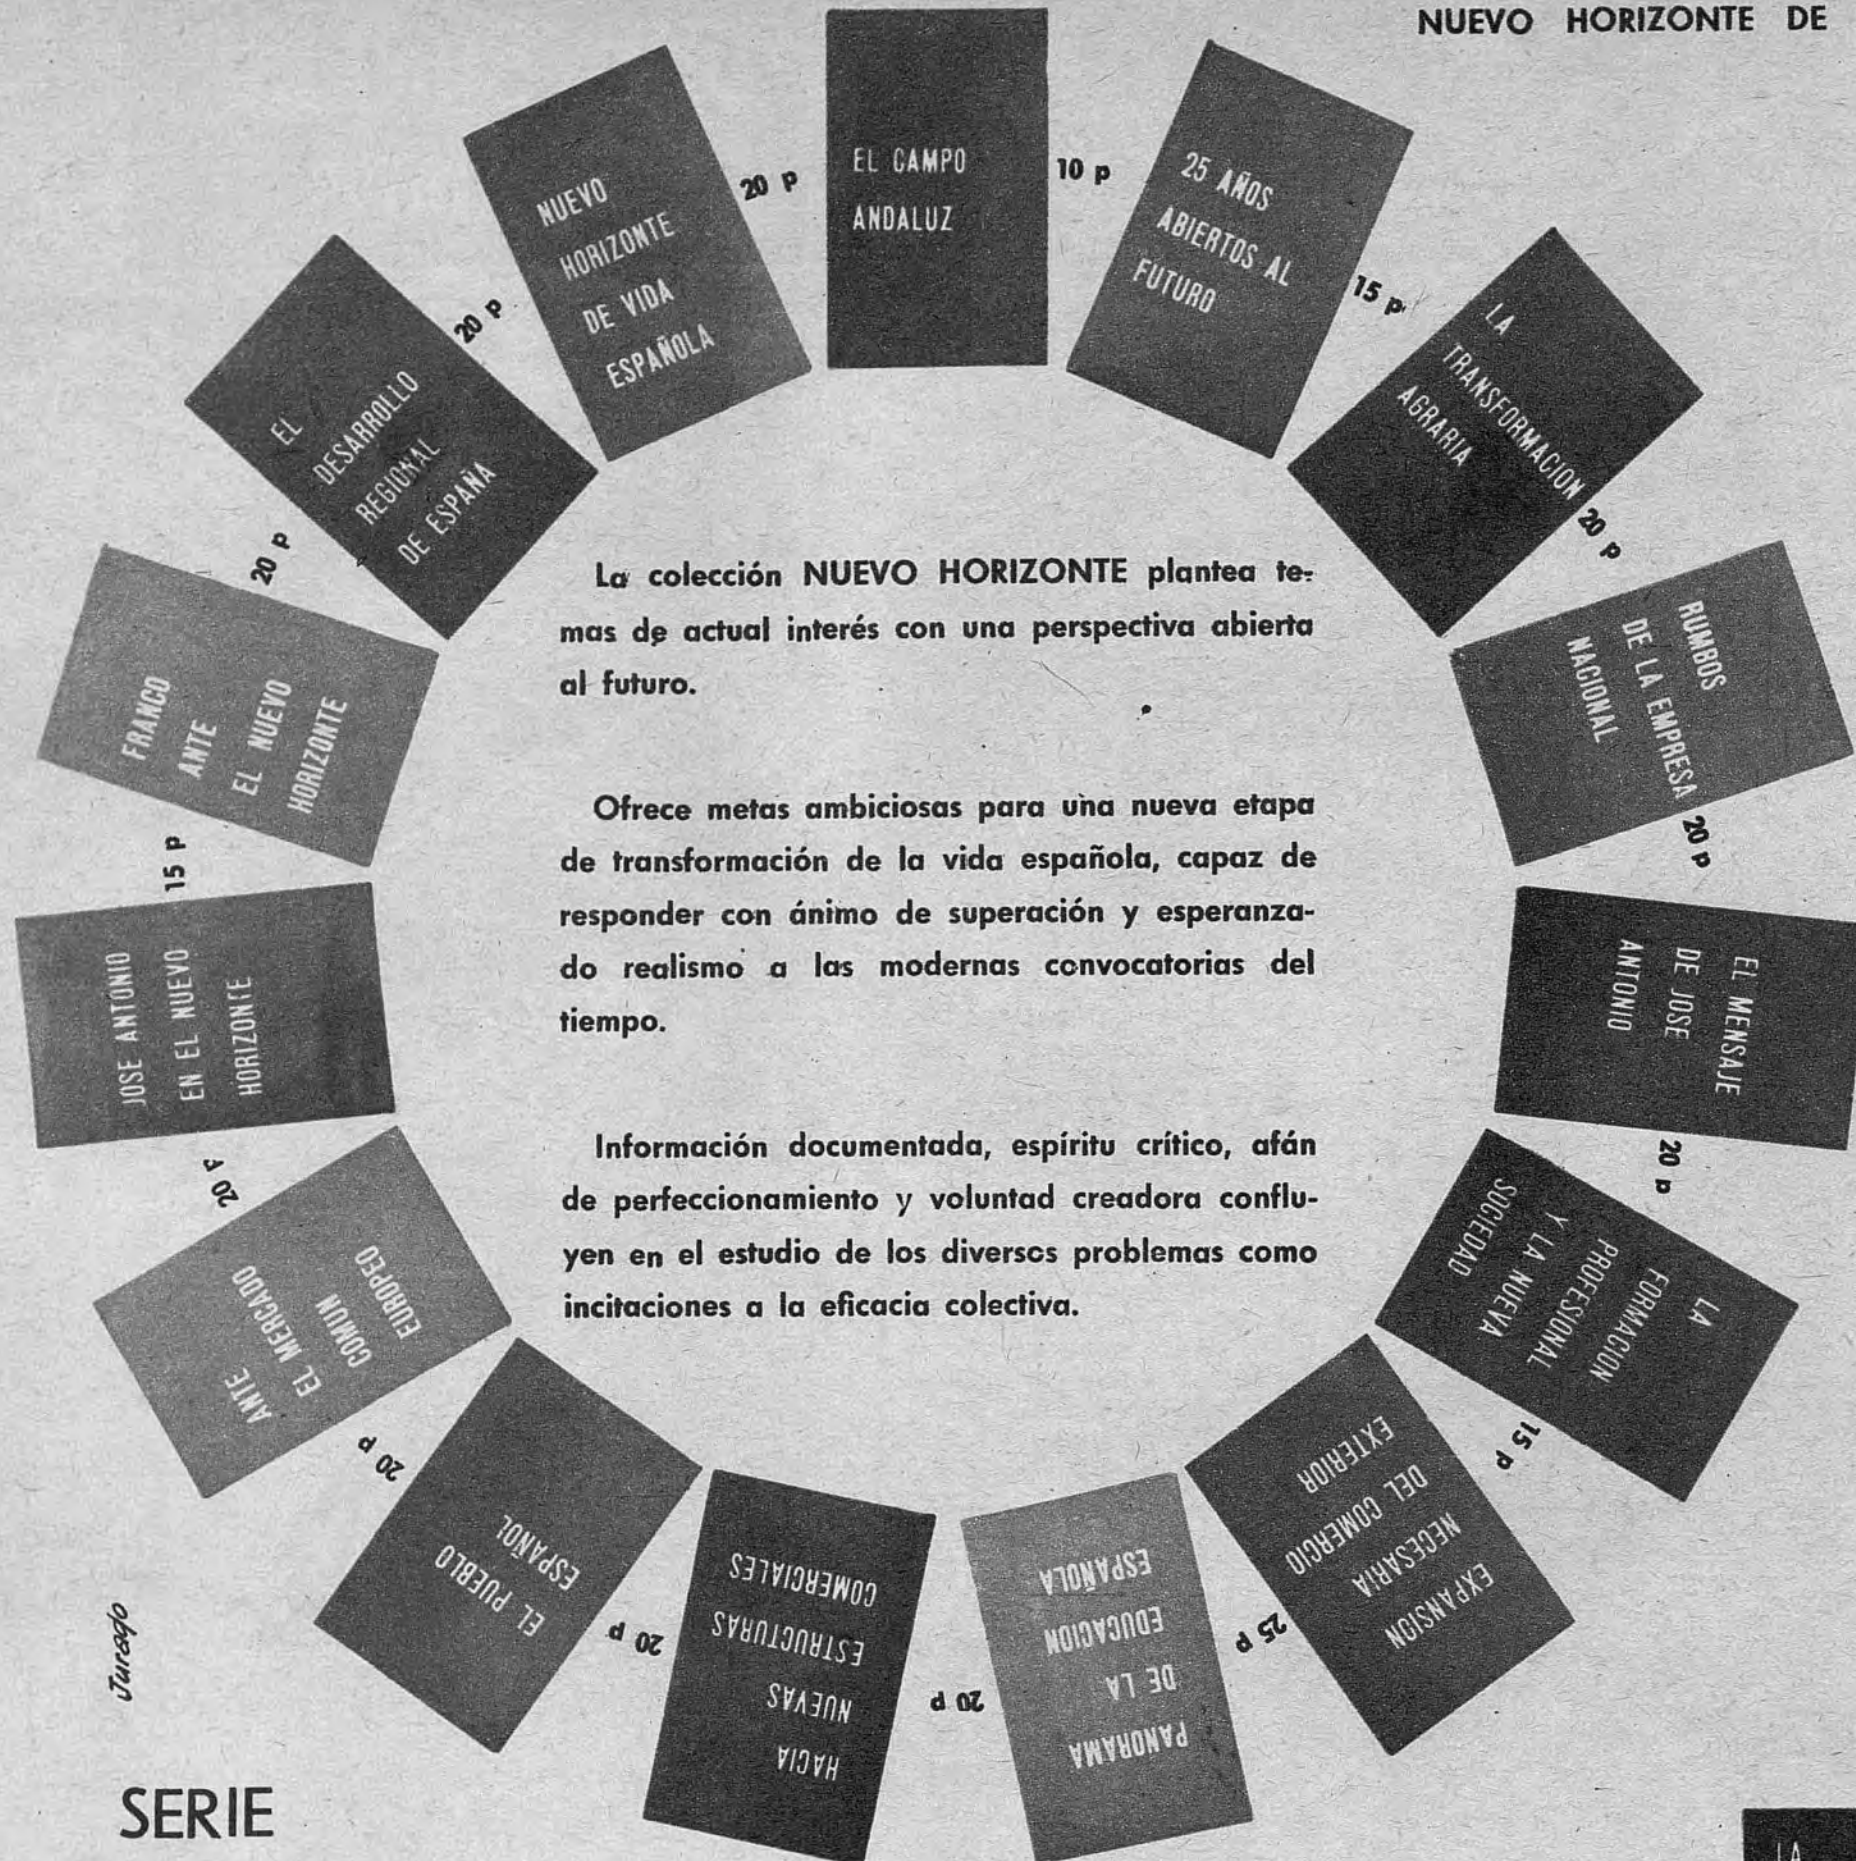 NUEVO HORIZONTE DE
EL CAMPO
ANDALUZ
10 p
25 AÑOS
ABIERTOS AL
FUTURO
15 p
LA
TRANSFORMACION
AGRARIA
20 p
RUMBOS
DE LA EMPRESA
NACIONAL
20 p
EL MENSAJE
DE JOSE
ANTONIO
20 p
LA
FORMACION
PROFESIONAL
Y LA NUEVA
SOCIEDAD
15 p
EXPANSION
NECESARIA
DEL COMERCIO
EXTERIOR
25 p
PANORAMA
DE LA
EDUCACION
ESPAÑOLA
20 p
HACIA
NUEVAS
ESTRUCTURAS
COMERCIALES
20 p
EL PUEBLO
ESPAÑOL
20 p
ANTE
EL MERCADO
COMUN
EUROPEO
20 p
JOSE ANTONIO
EN EL NUEVO
HORIZONTE
15 p
FRANCO
ANTE
EL NUEVO
HORIZONTE
20 p
EL
DESARROLLO
REGIONAL
DE ESPAÑA
20 p
NUEVO
HORIZONTE
DE VIDA
ESPAÑOLA
20 p
La colección NUEVO HORIZONTE plantea te-
mas de actual interés con una perspectiva abierta
al futuro.
Ofrece metas ambiciosas para una nueva etapa
de transformación de la vida española, capaz de
responder con ánimo de superación y esperanza-
do realismo a las modernas convocatorias del
tiempo.
Información documentada, espíritu crítico, afán
de perfeccionamiento y voluntad creadora conflu-
yen en el estudio de los diversos problemas como
incitaciones a la eficacia colectiva.
Jurado
SERIE
LA